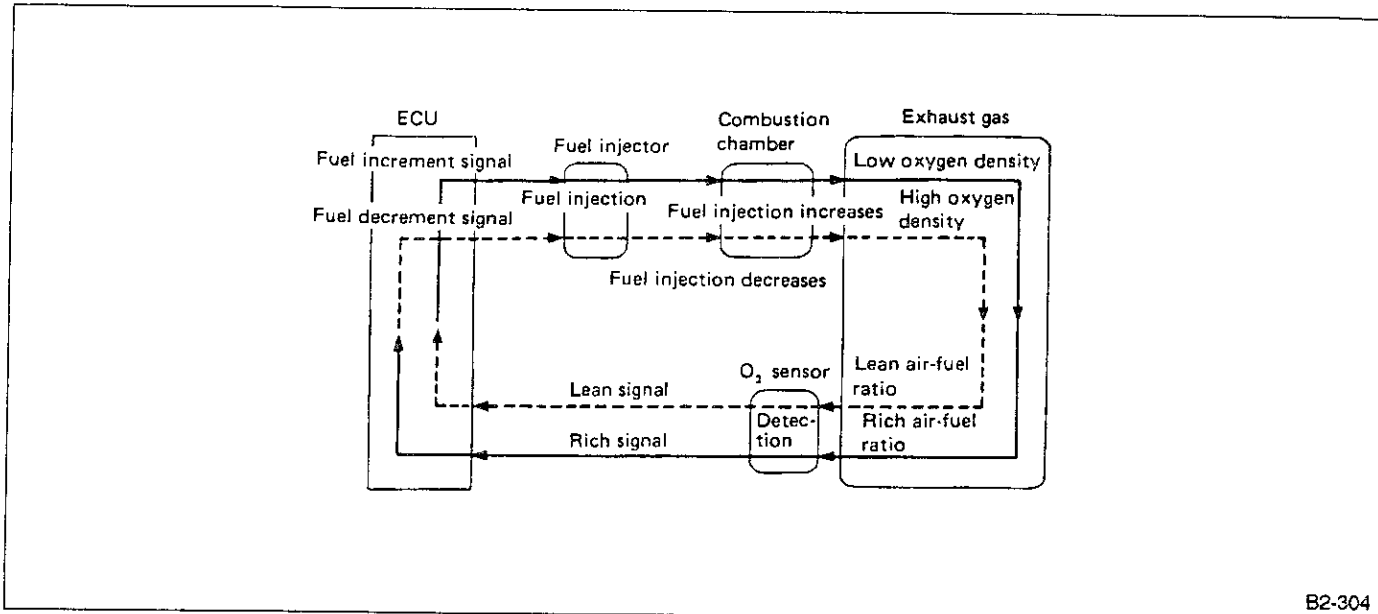 ECU
Fuel increment signal
Fuel decrement signal
Fuel injector
Fuel injection
Combustion
chamber
Fuel injection increases
Fuel injection decreases
Exhaust gas
Low oxygen density
High oxygen
density
Lean air-fuel
ratio
Rich air-fuel
ratio
O₂ sensor
Detec-
tion
Lean signal
Rich signal
B2-304